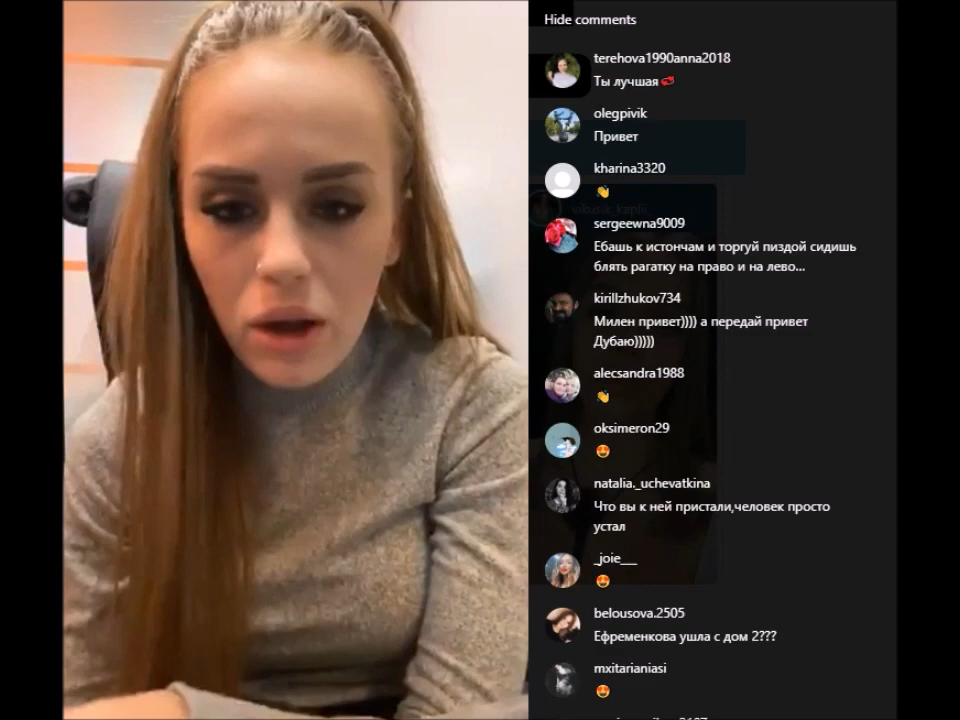 Hide comments
terehova1990anna2018
Ты лучшая💞
olegpivik
Привет
kharina3320
👏
sergeewna9009
Ебашь к истончам и торгуй пиздой сидишь
блять рагатку на право и на лево...
kirillzhukov734
Милен привет)))) а передай привет
Дубаю)))))
alecsandra1988
👏
oksimeron29
😍
natalia._uchevatkina
Что вы к ней пристали,человек просто
устал
_joie___
😍
belousova.2505
Ефременкова ушла с дом 2???
mxitarianiasi
😍